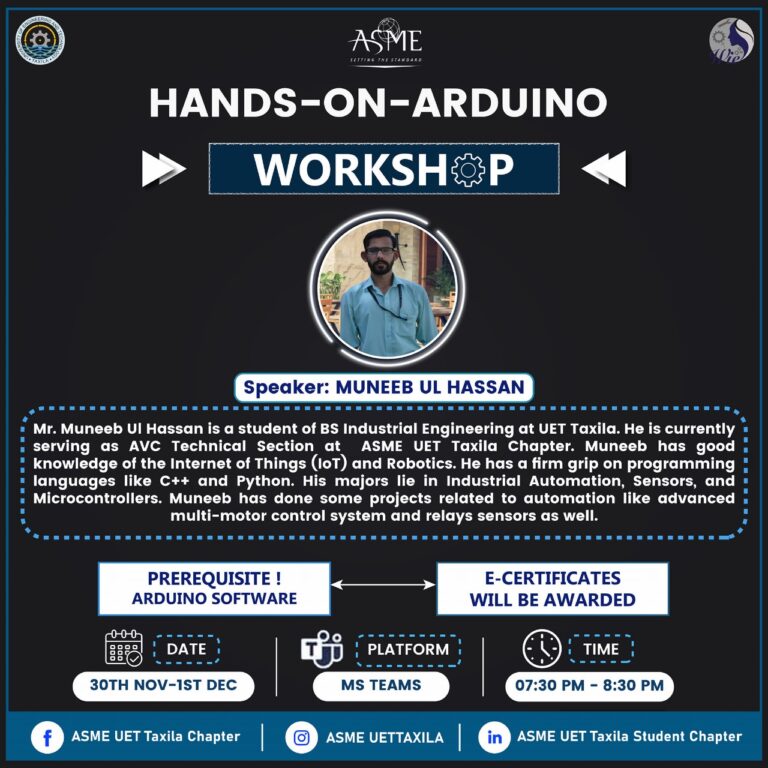 ASME
SETTING THE STANDARD
Wie
HANDS-ON-ARDUINO
WORKSHOP
Speaker: MUNEEB UL HASSAN
Mr. Muneeb Ul Hassan is a student of BS Industrial Engineering at UET Taxila. He is currently
serving as AVC Technical Section at ASME UET Taxila Chapter. Muneeb has good
knowledge of the Internet of Things (IoT) and Robotics. He has a firm grip on programming
languages like C++ and Python. His majors lie in Industrial Automation, Sensors, and
Microcontrollers. Muneeb has done some projects related to automation like advanced
multi-motor control system and relays sensors as well.
PREREQUISITE !
ARDUINO SOFTWARE
E-CERTIFICATES
WILL BE AWARDED
DATE
30TH NOV-1ST DEC
PLATFORM
MS TEAMS
TIME
07:30 PM - 8:30 PM
ASME UET Taxila Chapter
ASME UETTAXILA
in ASME UET Taxila Student Chapter